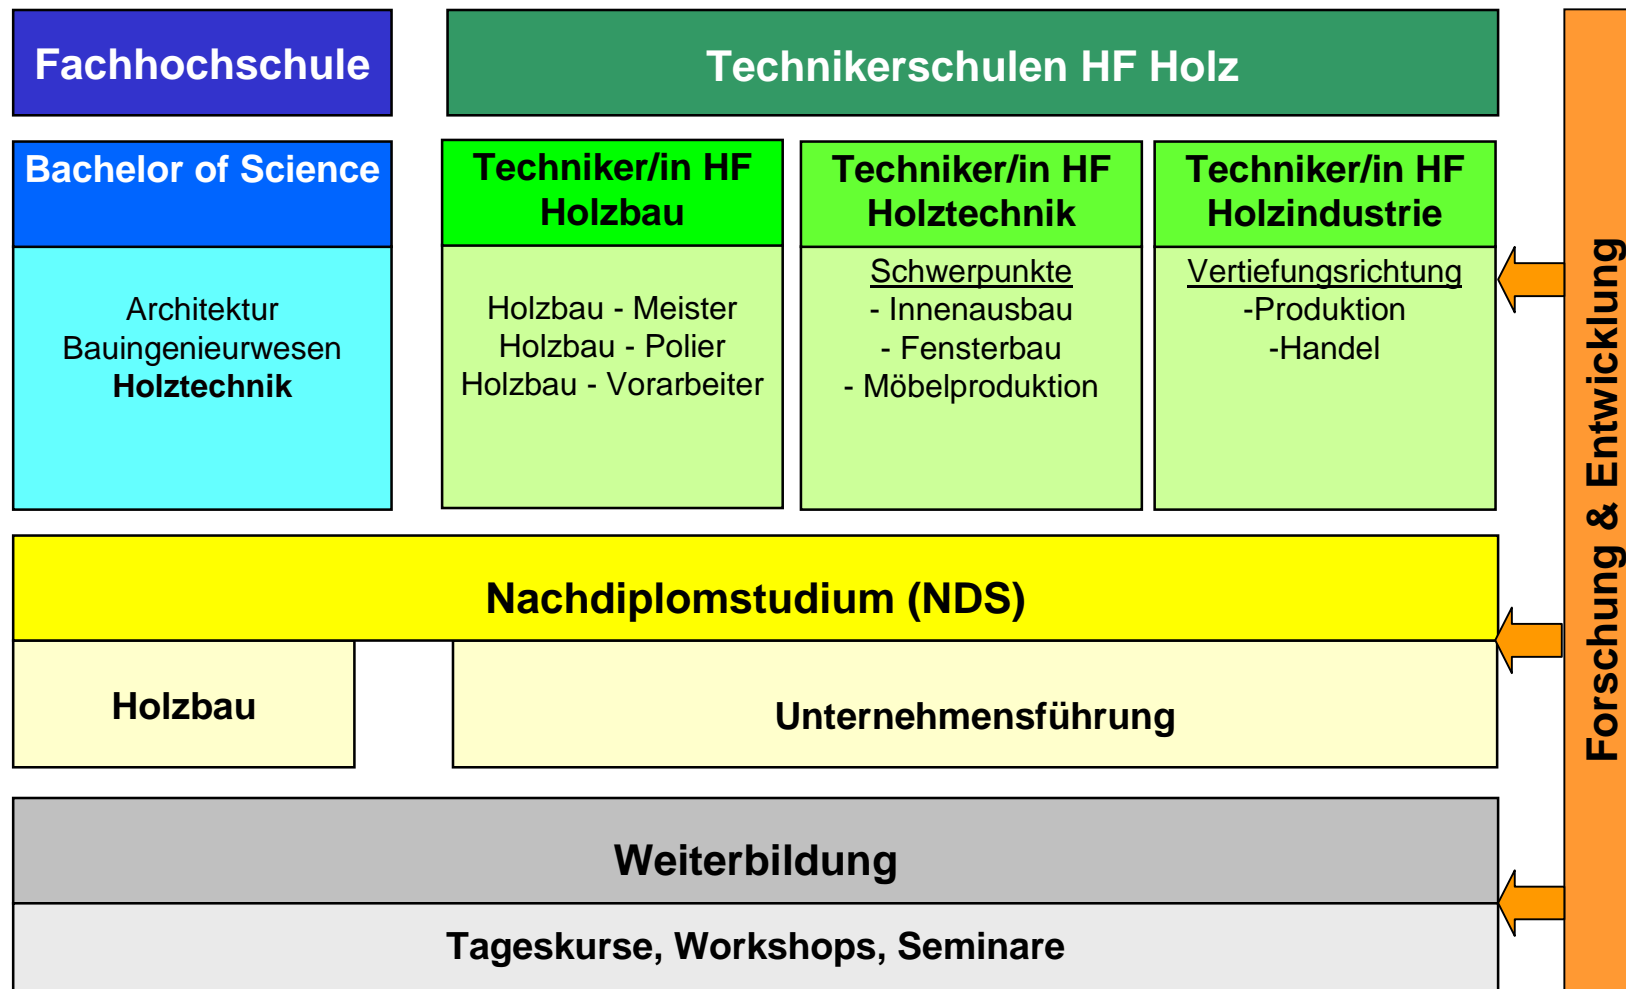 Fachhochschule
Technikerschulen HF Holz
Bachelor of Science
Architektur
Bauingenieurwesen
Holztechnik
Techniker/in HF
Holzbau
Holzbau - Meister
Holzbau - Polier
Holzbau - Vorarbeiter
Techniker/in HF
Holztechnik
Schwerpunkte
- Innenausbau
- Fensterbau
- Möbelproduktion
Techniker/in HF
Holzindustrie
Vertiefungsrichtung
-Produktion
-Handel
Nachdiplomstudium (NDS)
Holzbau
Unternehmensführung
Weiterbildung
Tageskurse, Workshops, Seminare
Forschung & Entwicklung